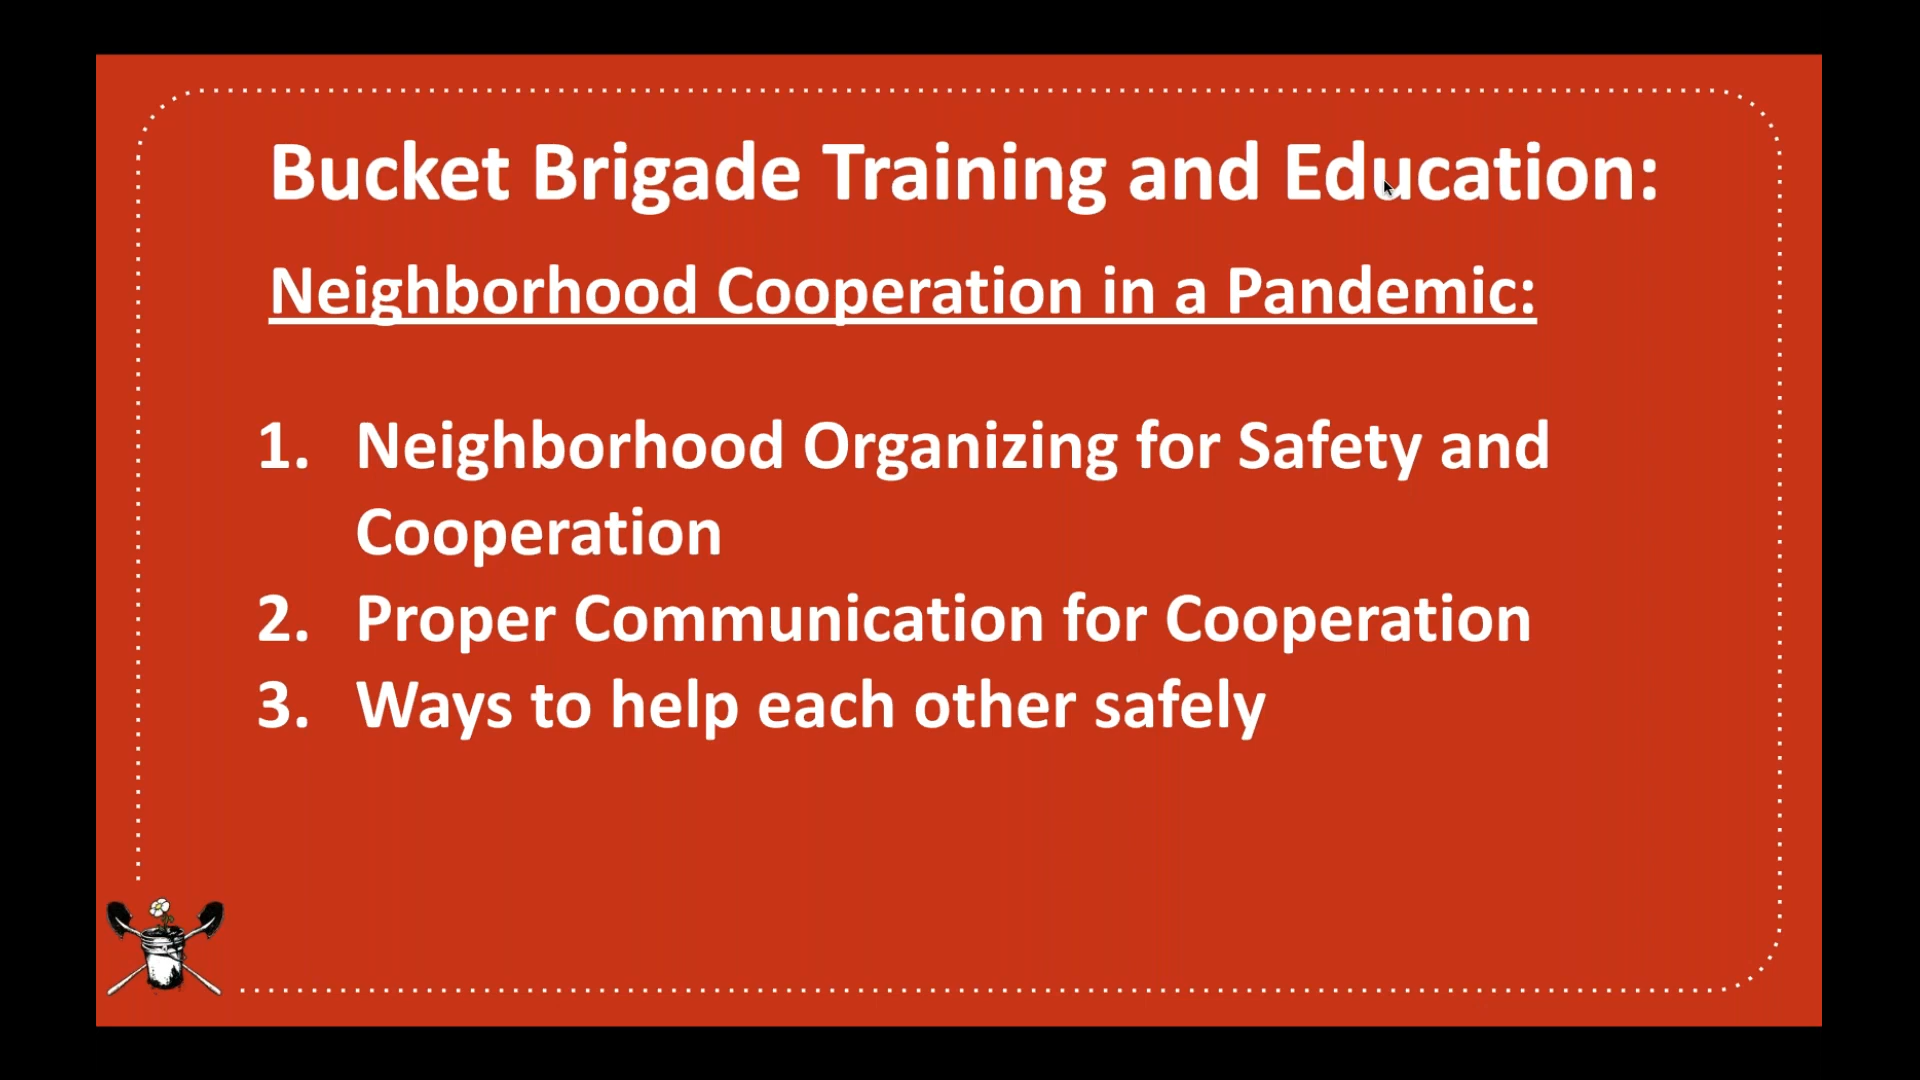 Bucket Brigade Training and Education:
Neighborhood Cooperation in a Pandemic:
1. Neighborhood Organizing for Safety and
Cooperation
2. Proper Communication for Cooperation
3. Ways to help each other safely